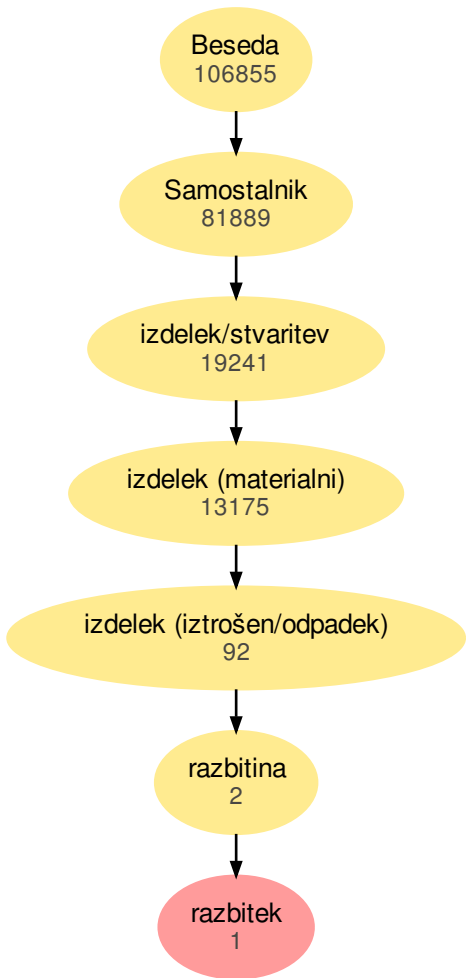 Beseda
106855
Samostalnik
81889
izdelek/stvaritev
19241
izdelek (materialni)
13175
izdelek (iztrošen/odpadek)
92
razbitina
2
razbitek
1